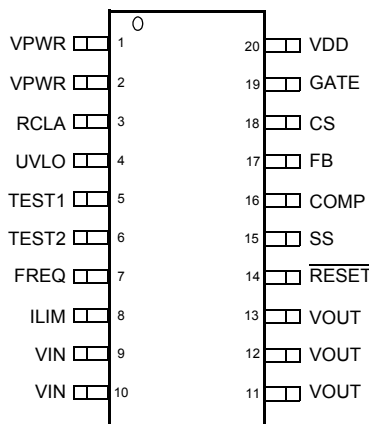 VPWR 1 20 VDD
VPWR 2 19 GATE
RCLA 3 18 CS
UVLO 4 17 FB
TEST1 5 16 COMP
TEST2 6 15 SS
FREQ 7 14 RESET
ILIM 8 13 VOUT
VIN 9 12 VOUT
VIN 10 11 VOUT